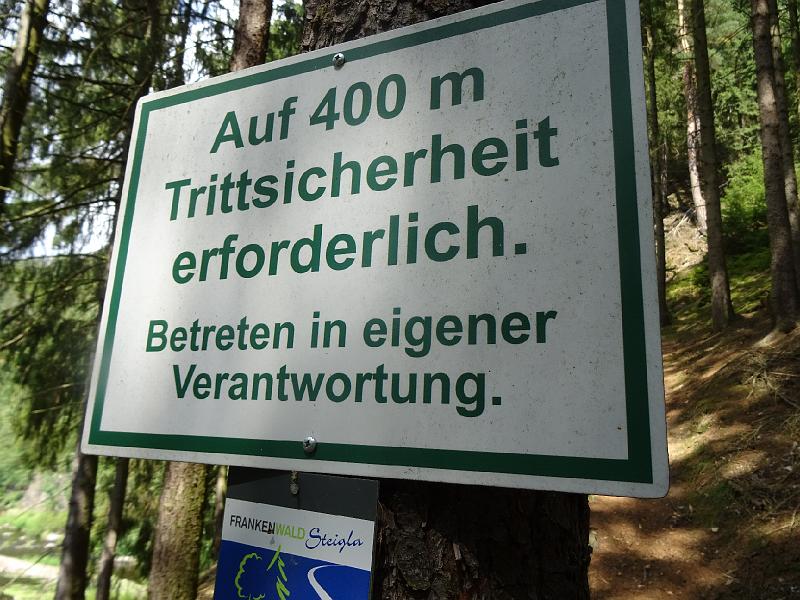 Auf 400 m
Trittsicherheit
erforderlich.
Betreten in eigener
Verantwortung.
FRANKENWALD
Steigla